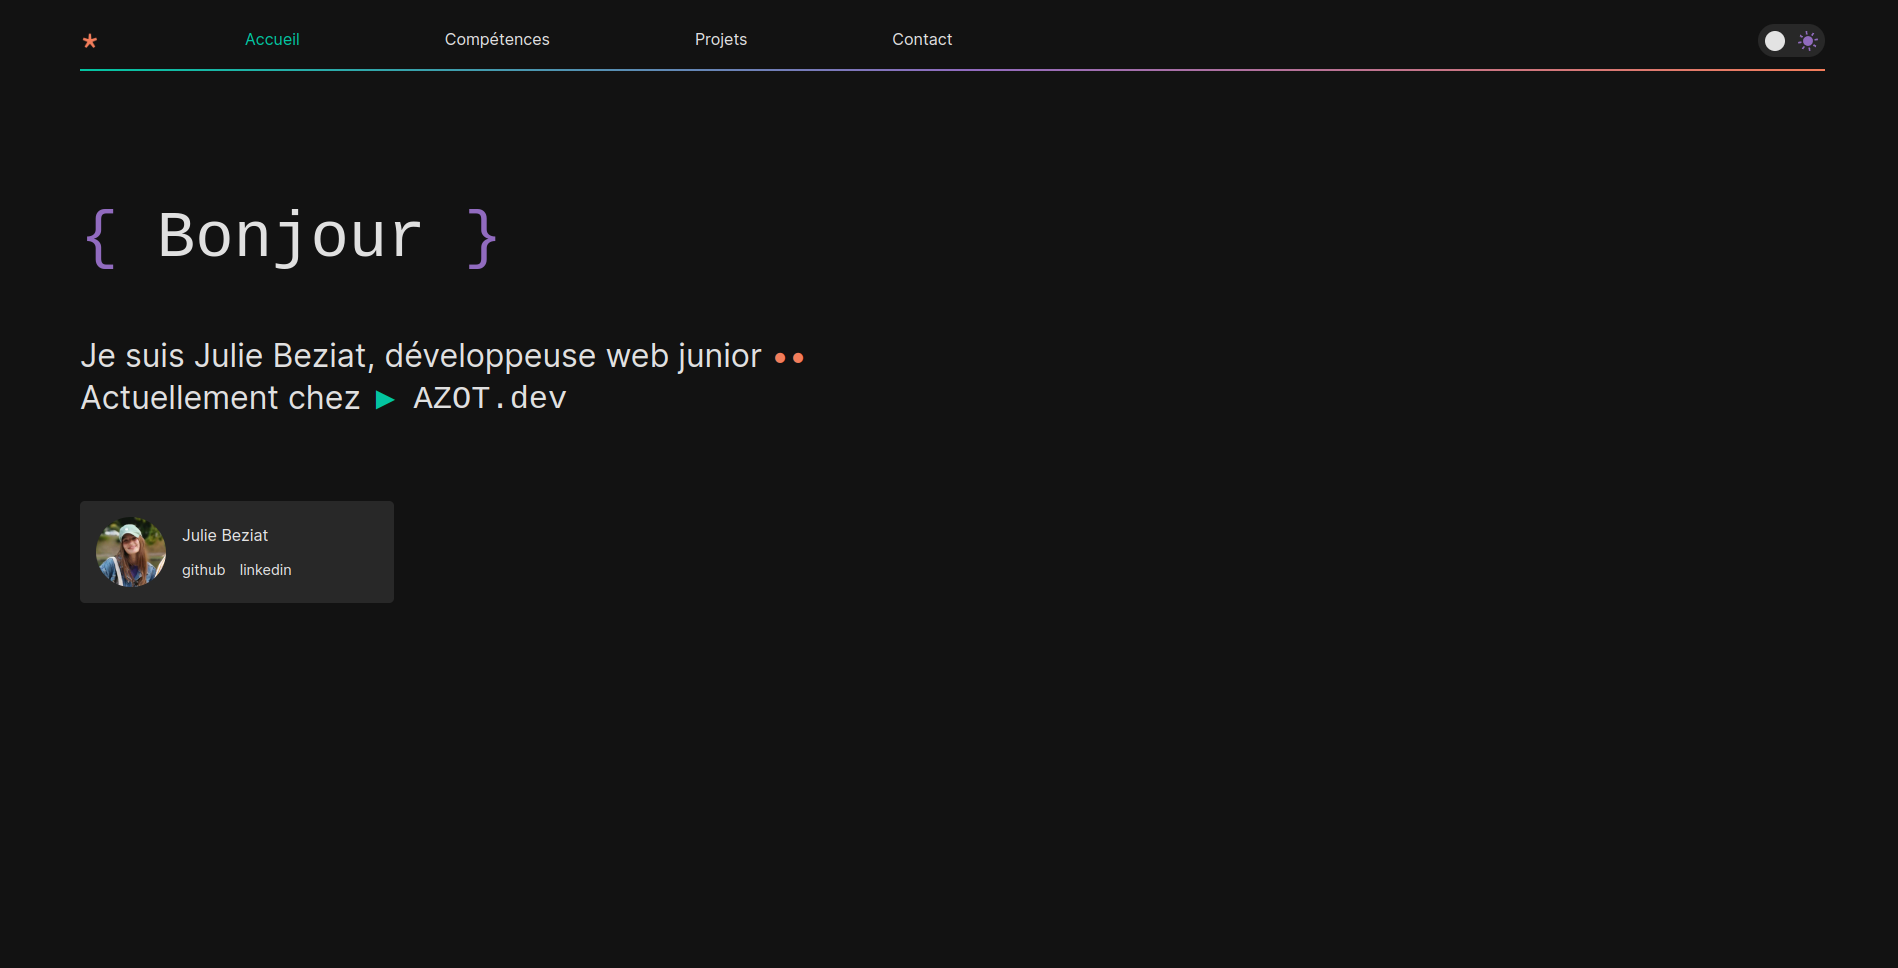 * Accueil Compétences Projets Contact
{ Bonjour }
Je suis Julie Beziat, développeuse web junior ••
Actuellement chez ► AZOT.dev
Julie Beziat
github linkedin